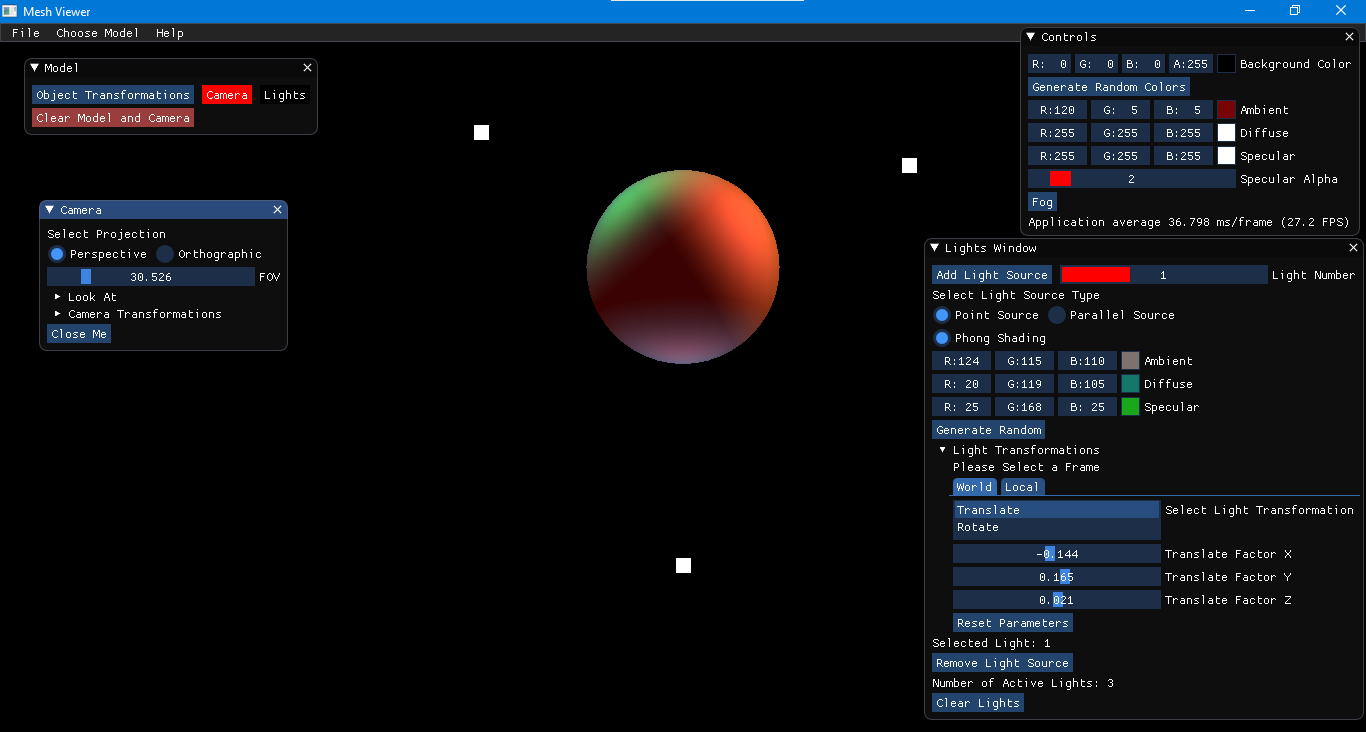 Mesh Viewer
File Choose Model Help
Model
Object Transformations Camera Lights
Clear Model and Camera
Camera
Select Projection
Perspective Orthographic
30.526 FOV
Look At
Camera Transformations
Close Me
Controls
R: 0 G: 0 B: 0 A:255 Background Color
Generate Random Colors
R:120 G: 5 B: 5 Ambient
R:255 G:255 B:255 Diffuse
R:255 G:255 B:255 Specular
2 Specular Alpha
Fog
Application average 36.798 ms/frame (27.2 FPS)
Lights Window
Add Light Source 1 Light Number
Select Light Source Type
Point Source Parallel Source
Phong Shading
R:124 G:115 B:110 Ambient
R: 20 G:119 B:105 Diffuse
R: 25 G:168 B: 25 Specular
Generate Random
Light Transformations
Please Select a Frame
World Local
Translate Select Light Transformation
Rotate
-0.144 Translate Factor X
0.165 Translate Factor Y
0.021 Translate Factor Z
Reset Parameters
Selected Light: 1
Remove Light Source
Number of Active Lights: 3
Clear Lights